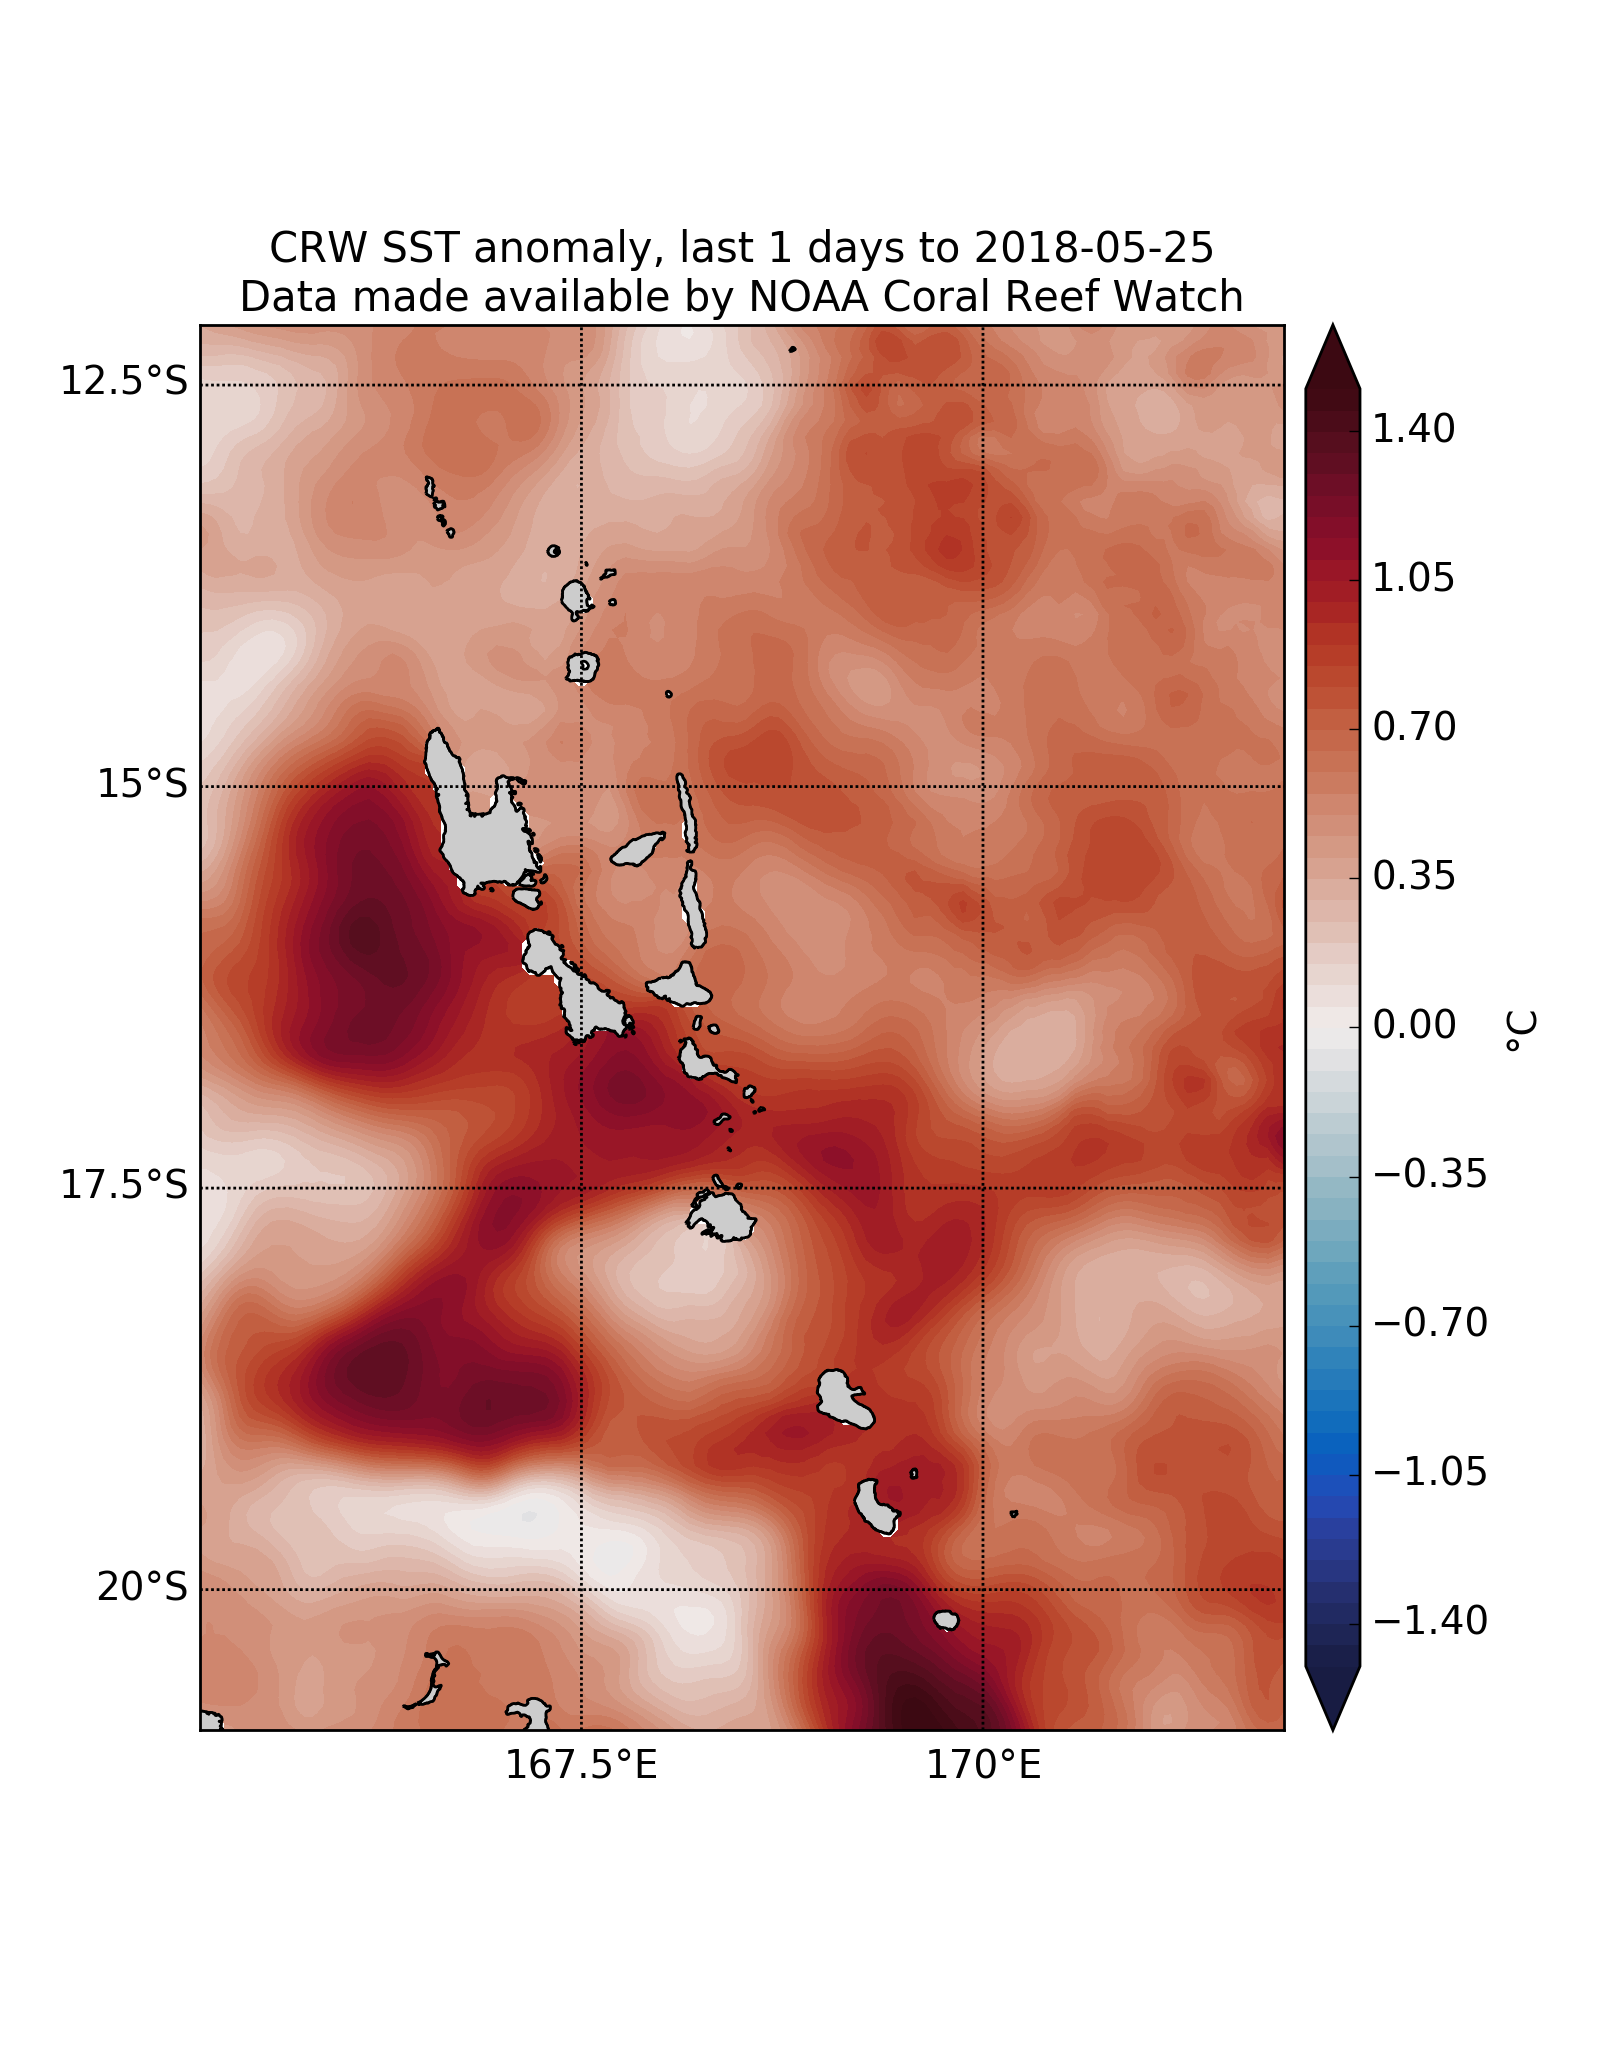 CRW SST anomaly, last 1 days to 2018-05-25
Data made available by NOAA Coral Reef Watch
12.5°S
15°S
17.5°S
20°S
167.5°E
170°E
1.40
1.05
0.70
0.35
0.00
−0.35
−0.70
−1.05
−1.40
°C